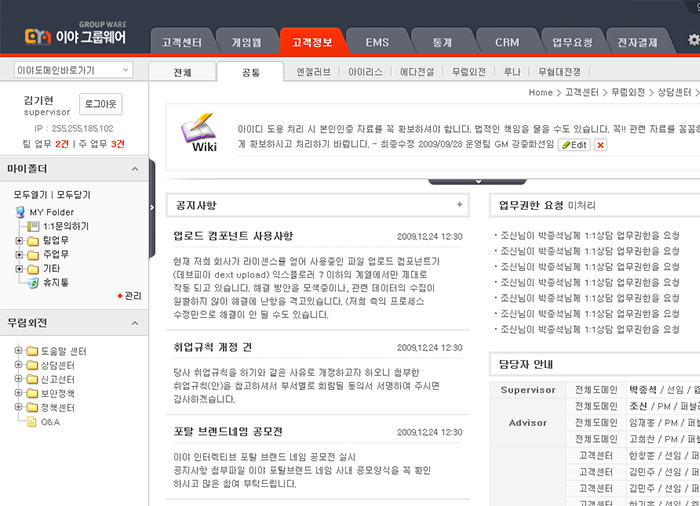 GROUP WARE
이야 그룹웨어
고객센터 게임웹 고객정보 EMS 통계 CRM 업무요청 전자결제
이야도메인바로가기
전체 공통 엔젤러브 아이리스 에다전설 무림외전 루나 무협대전쟁
Home > 고객센터 > 무림외전 > 상담센터 >
김기현
supervisor
로그아웃
IP : 255,255,185,102
팀 업무 2건 | 주 업무 3건
Wiki
아이디 도용 처리 시 본인인증 자료를 꼭 확보하셔야 합니다. 법적인 책임을 물을 수도 있습니다. 꼭!! 관련 자료를 꼼꼼하
게 확보하시고 처리하기 바랍니다. - 최종수정 2009/09/28 운영팀 GM 강중화선임 Edit
마이폴더
모두열기 | 모두닫기
MY Folder
1:1문의하기
팀업무
주업무
기타
휴지통
관리
무림외전
도움말 센터
상담센터
신고선터
보안정책
정책센터
Q&A
공지사항 +
업로드 컴포넌트 사용사항 2009,12,24 12:30
현재 저희 회사가 라이센스를 얻어 사용중인 파일 업로드 컴포넌트가
(데브피아 dext upload) 익스플로러 7 이하의 계열에서만 제대로
작동 되고 있습니다. 해결 방안을 모색중이나, 관련 데이터의 수집이
일괄하지 않아 해결에 난항을 격고있습니다. (저희 측의 프로세스
수정만으로 해결이 안 될 수도 있습니다.
취업규칙 개정 건 2009,12,24 12:30
당사 취업규칙을 하기와 같은 사유로 개정하고자 하오니 첨부한
취업규칙(안)을 참고하셔서 부서별로 회람될 동의서 서명하여 주시면
감사하겠습니다.
포탈 브랜드네임 공모전 2009,12,24 12:30
이야 인터렉티브 포탈 브랜드 네임 공모전 실시
공지사항 첨부파일 이야 포탈브랜드 네임 사내 공모양식을 꼭 확인
하시고 많은 참여 부탁드립니다.
업무권한 요청 미처리
· 조신님이 박중석님께 1:1상담 업무권한을 요청
· 조신님이 박중석님께 1:1상담 업무권한을 요청
· 조신님이 박중석님께 1:1상담 업무권한을 요청
· 조신님이 박중석님께 1:1상담 업무권한을 요청
· 조신님이 박중석님께 1:1상담 업무권한을 요청
· 조신님이 박중석님께 1:1상담 업무권한을 요청
· 조신님이 박중석님께 1:1상담 업무권한을 요청
담당자 안내
Supervisor 전체도메인 박중석 / 선임 / 웹
전체도메인 조신 / PM / 퍼블리
Advisor 전체도메인 임재홍 / PM / 퍼
전체도메인 고희찬 / PM / 퍼
고객센터 한창훈 / 선임 / 퍼
고객센터 김민주 / 선임 / 퍼
고객센터 김민주 / 선임 / 퍼
고객센터